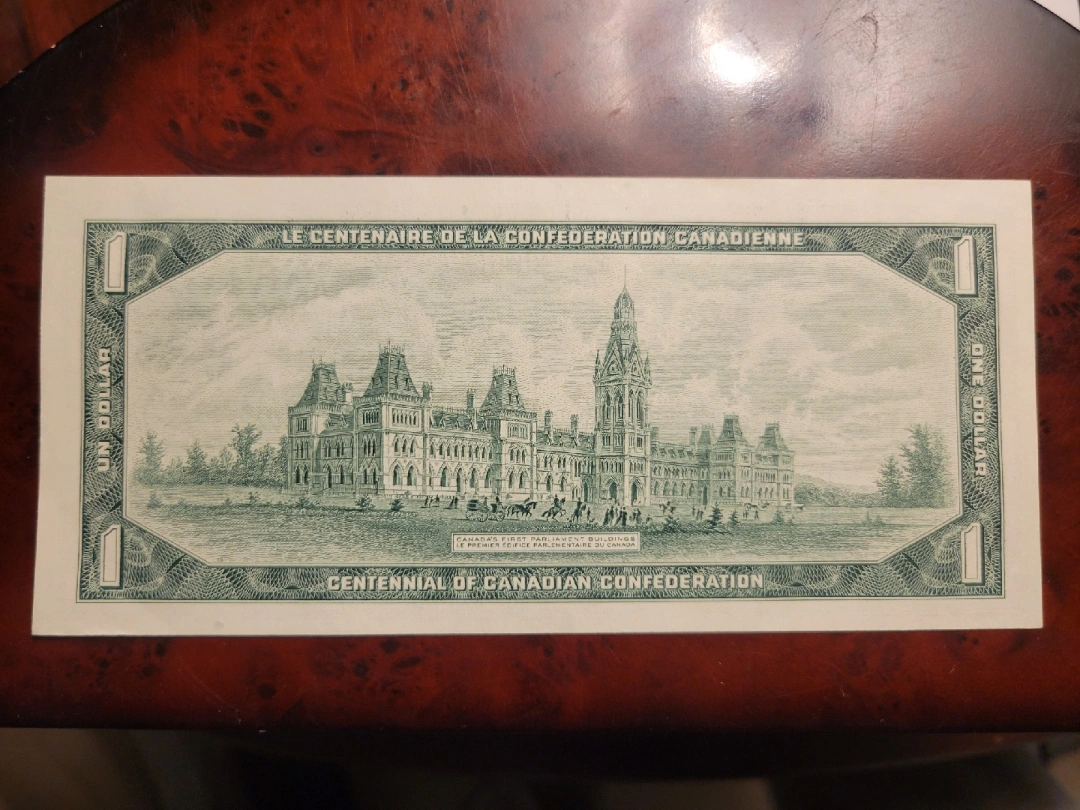 LE CENTENAIRE DE LA CONFÉDÉRATION CANADIENNE
1
1
UN DOLLAR
ONE DOLLAR
CANADA'S FIRST PARLIAMENT BUILDINGS
LE PREMIER ÉDIFICE PARLEMENTAIRE DU CANADA
1
1
CENTENNIAL OF CANADIAN CONFEDERATION